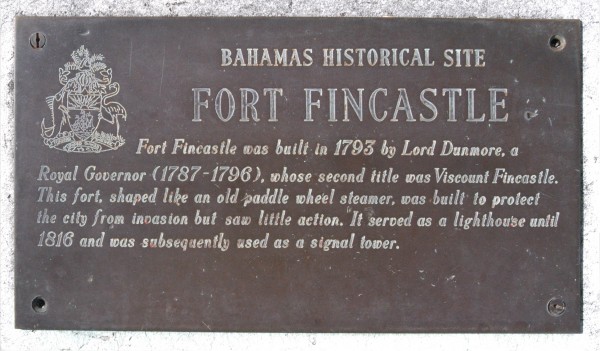 BAHAMAS HISTORICAL SITE
FORT FINCASTLE
Fort Fincastle was built in 1793 by Lord Dunmore, a
Royal Governor (1787-1796), whose second title was Viscount Fincastle.
This fort, shaped like an old paddle wheel steamer, was built to protect
the city from invasion but saw little action. It served as a lighthouse until
1816 and was subsequently used as a signal tower.